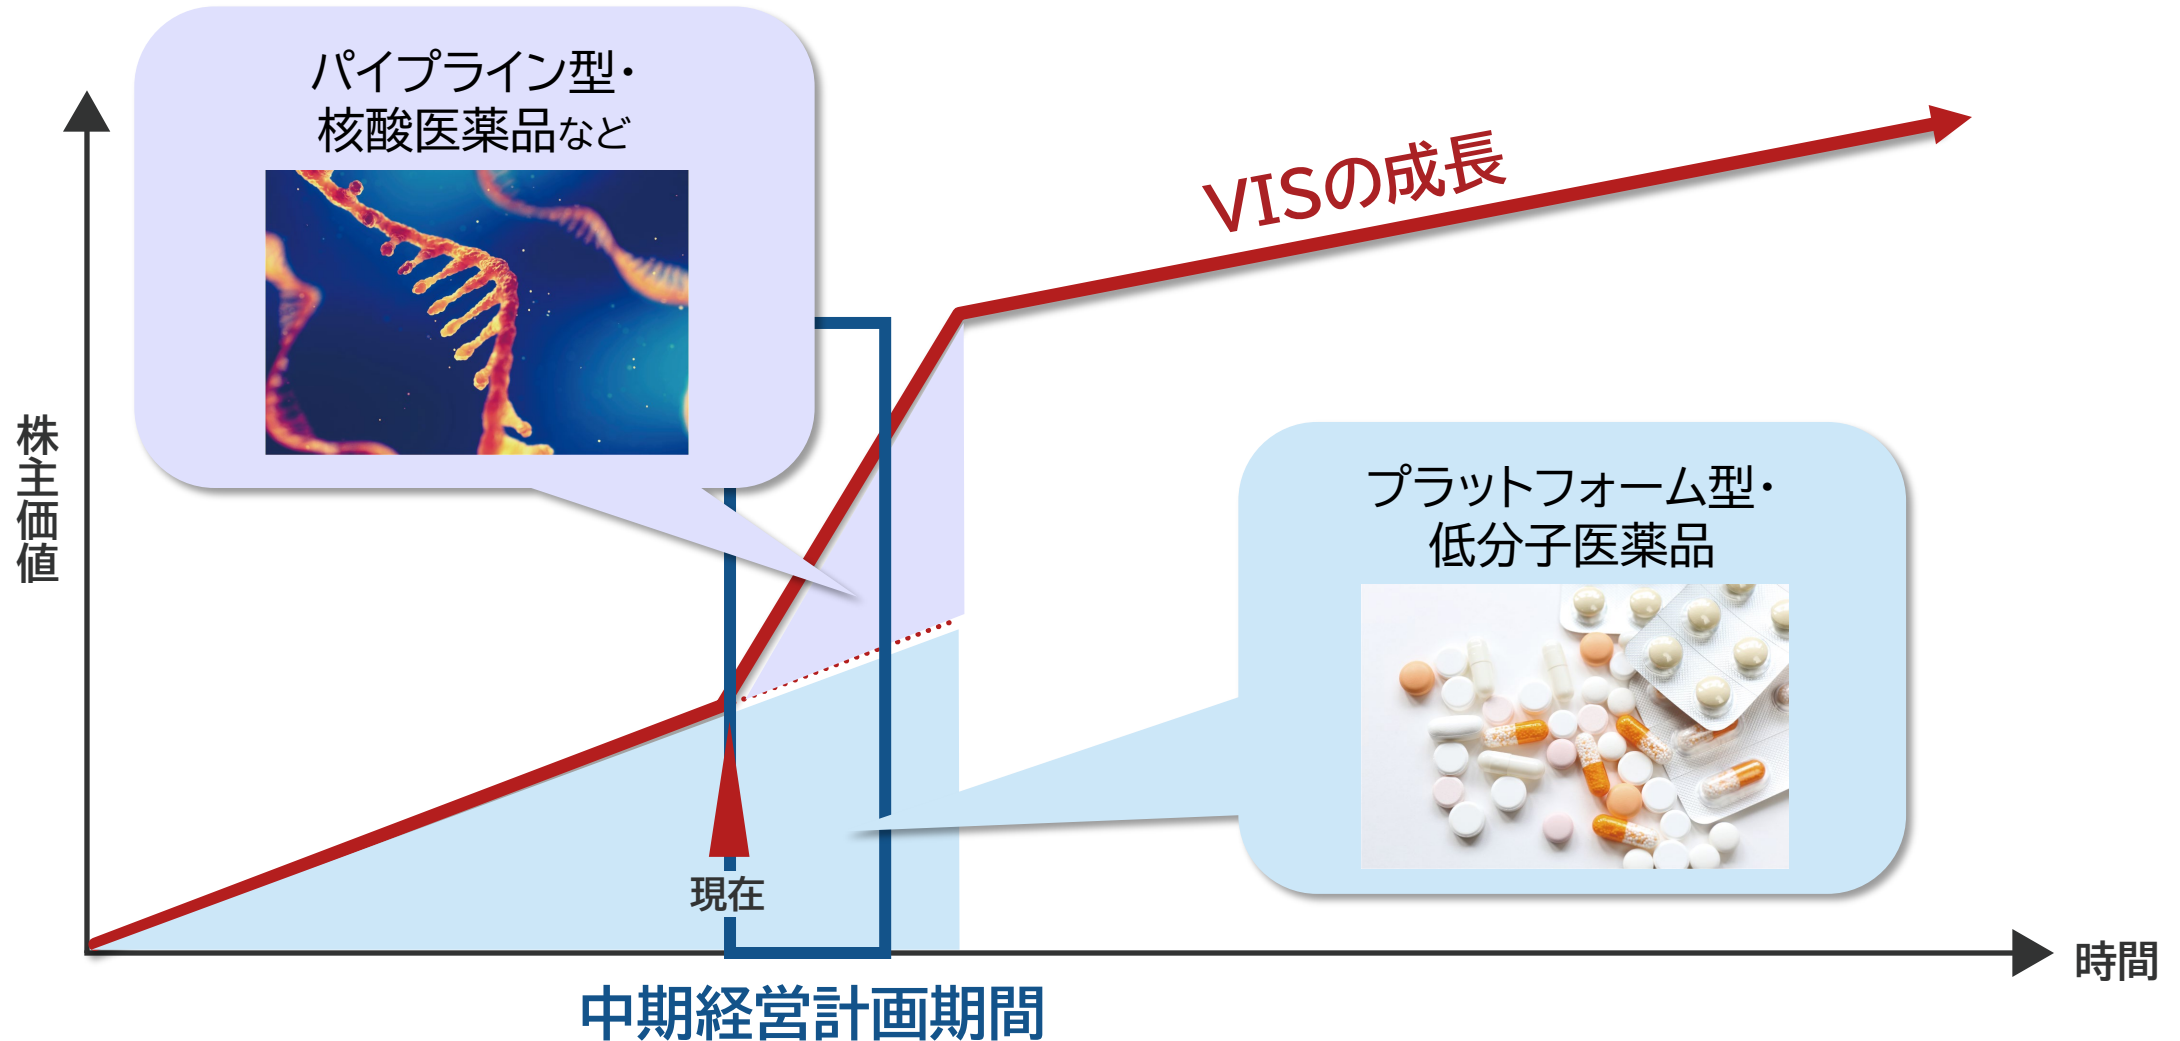 パイプライン型・
核酸医薬品など
VISの成長
株主価値
プラットフォーム型・
低分子医薬品
現在
時間
中期経営計画期間